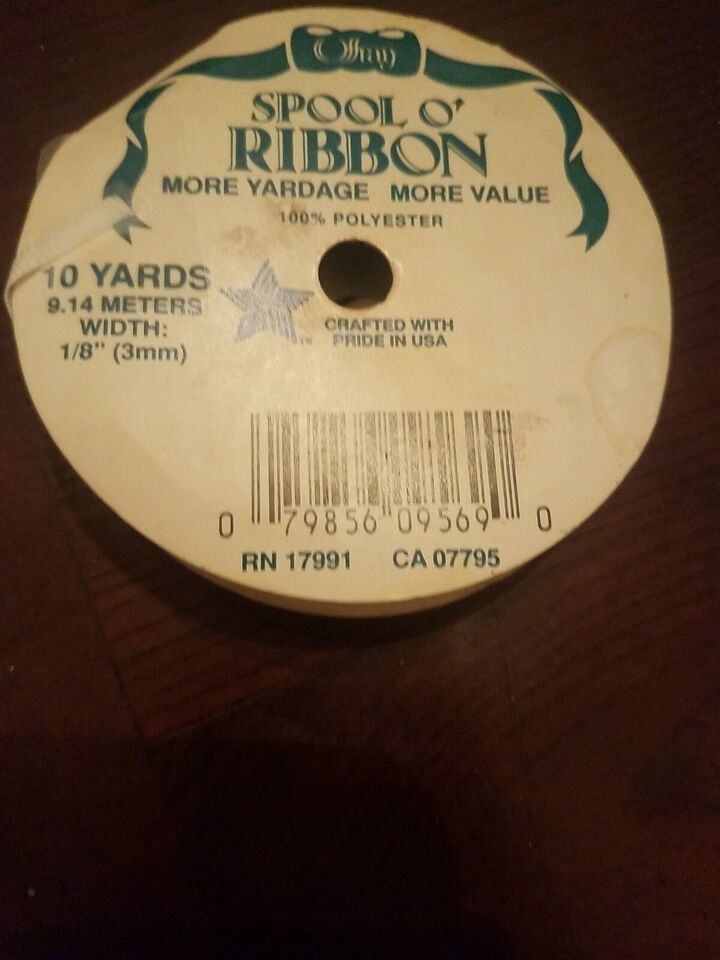 Offray
SPOOL O'
RIBBON
MORE YARDAGE MORE VALUE
100% POLYESTER
10 YARDS
9.14 METERS
WIDTH:
1/8" (3mm)
TM
CRAFTED WITH
PRIDE IN USA
0 79856 09569 0
RN 17991 CA 07795